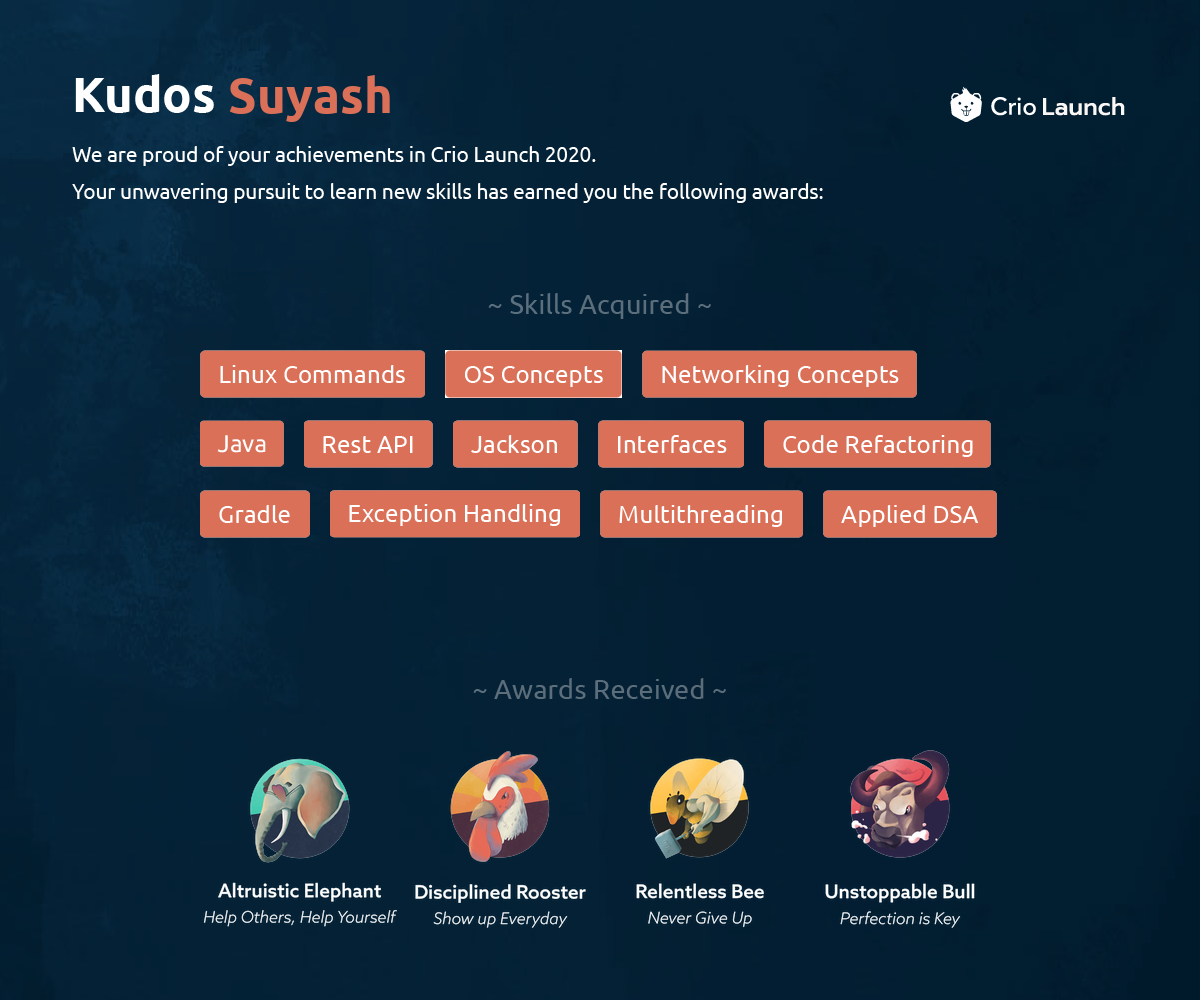 Kudos Suyash
Crio Launch
We are proud of your achievements in Crio Launch 2020.
Your unwavering pursuit to learn new skills has earned you the following awards:
~ Skills Acquired ~
Linux Commands OS Concepts Networking Concepts
Java Rest API Jackson Interfaces Code Refactoring
Gradle Exception Handling Multithreading Applied DSA
~ Awards Received ~
Altruistic Elephant Disciplined Rooster Relentless Bee Unstoppable Bull
Help Others, Help Yourself Show up Everyday Never Give Up Perfection is Key